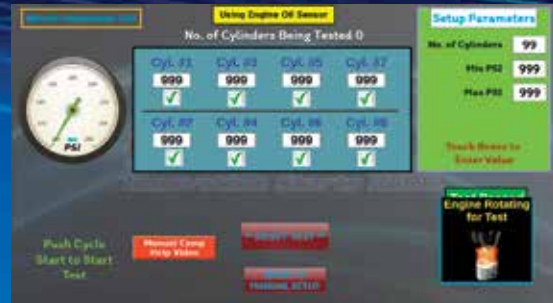 Using Engine Oil Sensor
No. of Cylinders Being Tested 0
Setup Parameters
Cyl. #1 Cyl. #3 Cyl. #5 Cyl. #7
999 999 999 999
Cyl. #2 Cyl. #4 Cyl. #6 Cyl. #8
999 999 999 999
No. of Cylinders 99
Min PSI 999
Max PSI 999
Touch Boxes to
Enter Value
PSI
Engine Rotating
for Test
Push Cycle
Start to Start
Test
Manual Comp
Help Video